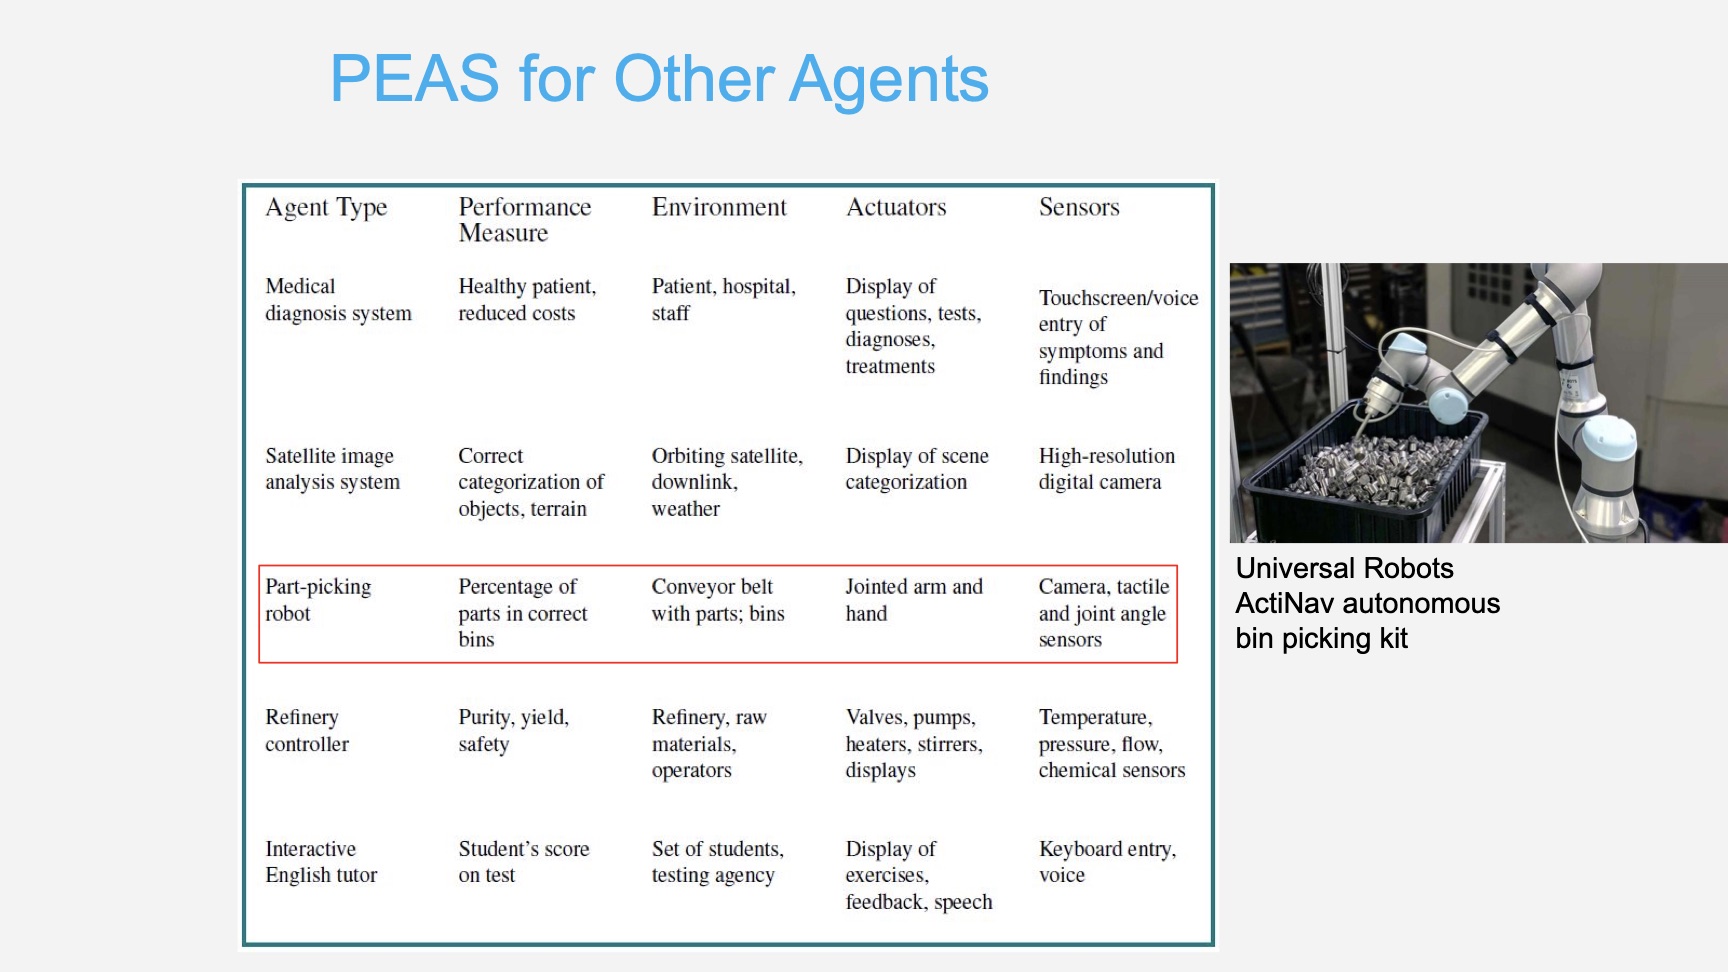 PEAS for Other Agents
Agent Type
Performance
Measure
Environment
Actuators
Sensors
Medical
diagnosis system
Healthy patient,
reduced costs
Patient, hospital,
staff
Display of
questions, tests,
diagnoses,
treatments
Touchscreen/voice
entry of
symptoms and
findings
Satellite image
analysis system
Correct
categorization of
objects, terrain
Orbiting satellite,
downlink,
weather
Display of scene
categorization
High-resolution
digital camera
Part-picking
robot
Percentage of
parts in correct
bins
Conveyor belt
with parts; bins
Jointed arm and
hand
Camera, tactile
and joint angle
sensors
Refinery
controller
Purity, yield,
safety
Refinery, raw
materials,
operators
Valves, pumps,
heaters, stirrers,
displays
Temperature,
pressure, flow,
chemical sensors
Interactive
English tutor
Student's score
on test
Set of students,
testing agency
Display of
exercises,
feedback, speech
Keyboard entry,
voice
Universal Robots
ActiNav autonomous
bin picking kit